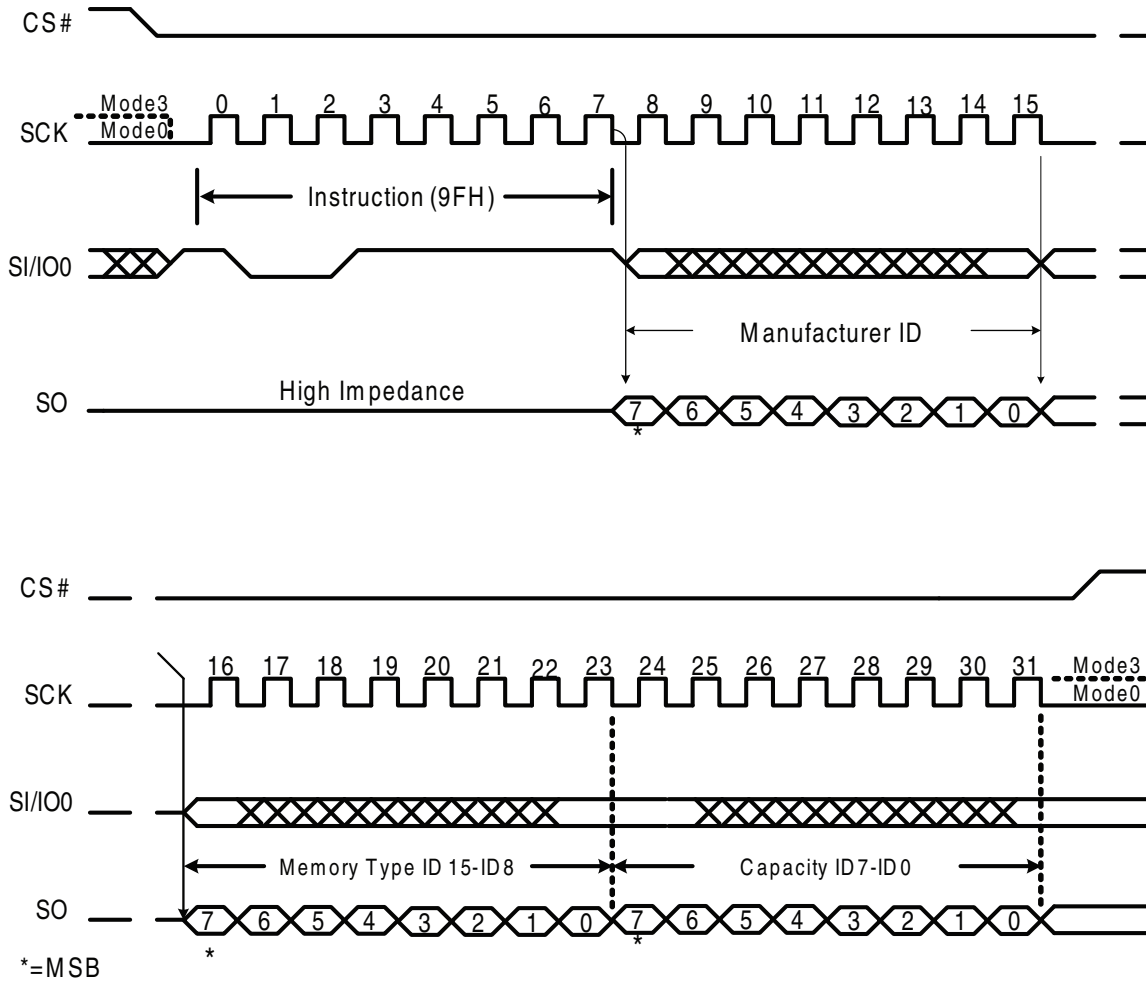 CS#
Mode3
SCK
Mode0
0 1 2 3 4 5 6 7 8 9 10 11 12 13 14 15
Instruction (9FH)
SI/IO0
Manufacturer ID
High Impedance
SO
7 6 5 4 3 2 1 0
*
CS#
16 17 18 19 20 21 22 23 24 25 26 27 28 29 30 31
Mode3
SCK
Mode0
SI/IO0
Memory Type ID15-ID8
Capacity ID7-ID0
SO
7 6 5 4 3 2 1 0 7 6 5 4 3 2 1 0
* *
*=MSB